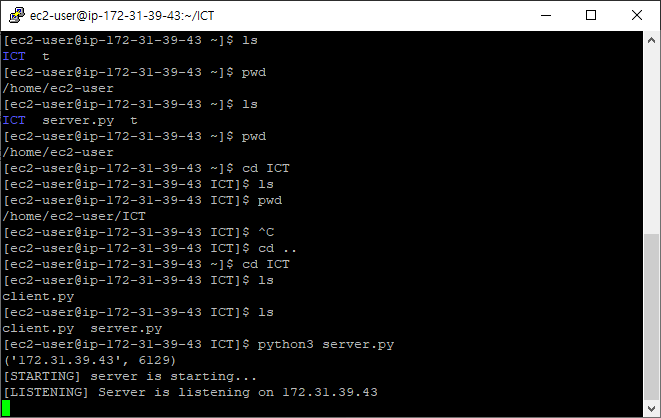 ec2-user@ip-172-31-39-43:~/ICT
[ec2-user@ip-172-31-39-43 ~]$ ls
ICT  t
[ec2-user@ip-172-31-39-43 ~]$ pwd
/home/ec2-user
[ec2-user@ip-172-31-39-43 ~]$ ls
ICT  server.py  t
[ec2-user@ip-172-31-39-43 ~]$ pwd
/home/ec2-user
[ec2-user@ip-172-31-39-43 ~]$ cd ICT
[ec2-user@ip-172-31-39-43 ICT]$ ls
[ec2-user@ip-172-31-39-43 ICT]$ pwd
/home/ec2-user/ICT
[ec2-user@ip-172-31-39-43 ICT]$ ^C
[ec2-user@ip-172-31-39-43 ICT]$ cd ..
[ec2-user@ip-172-31-39-43 ~]$ cd ICT
[ec2-user@ip-172-31-39-43 ICT]$ ls
client.py
[ec2-user@ip-172-31-39-43 ICT]$ ls
client.py  server.py
[ec2-user@ip-172-31-39-43 ICT]$ python3 server.py
('172.31.39.43', 6129)
[STARTING] server is starting...
[LISTENING] Server is listening on 172.31.39.43